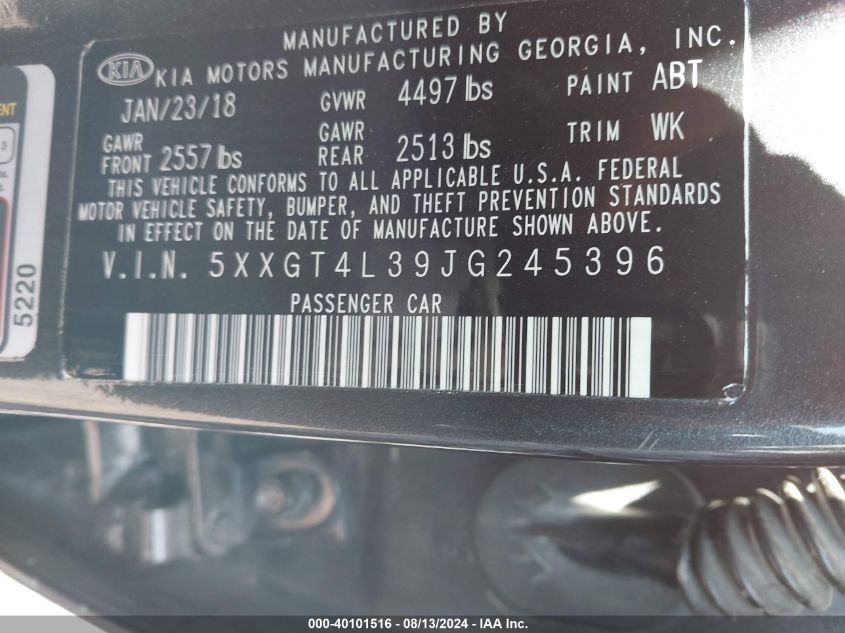 MANUFACTURED BY
KIA KIA MOTORS MANUFACTURING GEORGIA, INC.
JAN/23/18 GVWR 4497 lbs PAINT ABT
GAWR FRONT 2557 lbs GAWR REAR 2513 lbs TRIM WK
THIS VEHICLE CONFORMS TO ALL APPLICABLE U.S.A. FEDERAL
MOTOR VEHICLE SAFETY, BUMPER, AND THEFT PREVENTION STANDARDS
IN EFFECT ON THE DATE OF MANUFACTURE SHOWN ABOVE.
V.I.N. 5XXGT4L39JG245396
PASSENGER CAR
5220
3
000-40101516 - 08/13/2024 - IAAI.com